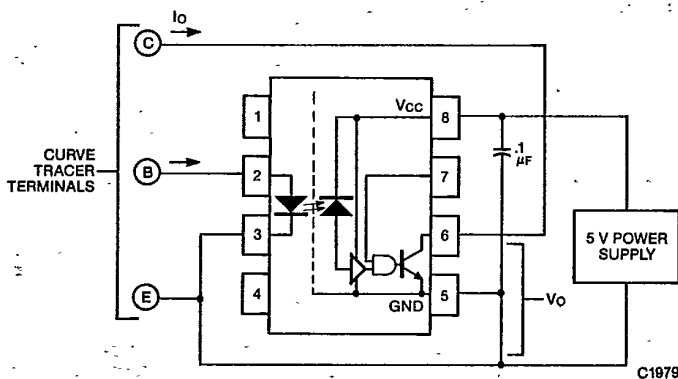 Io
C
1
VCC
8
CURVE
TRACER
TERMINALS
B
2
7
.1
µF
3
6
5 V POWER
SUPPLY
E
4
GND
5
VO
C1979